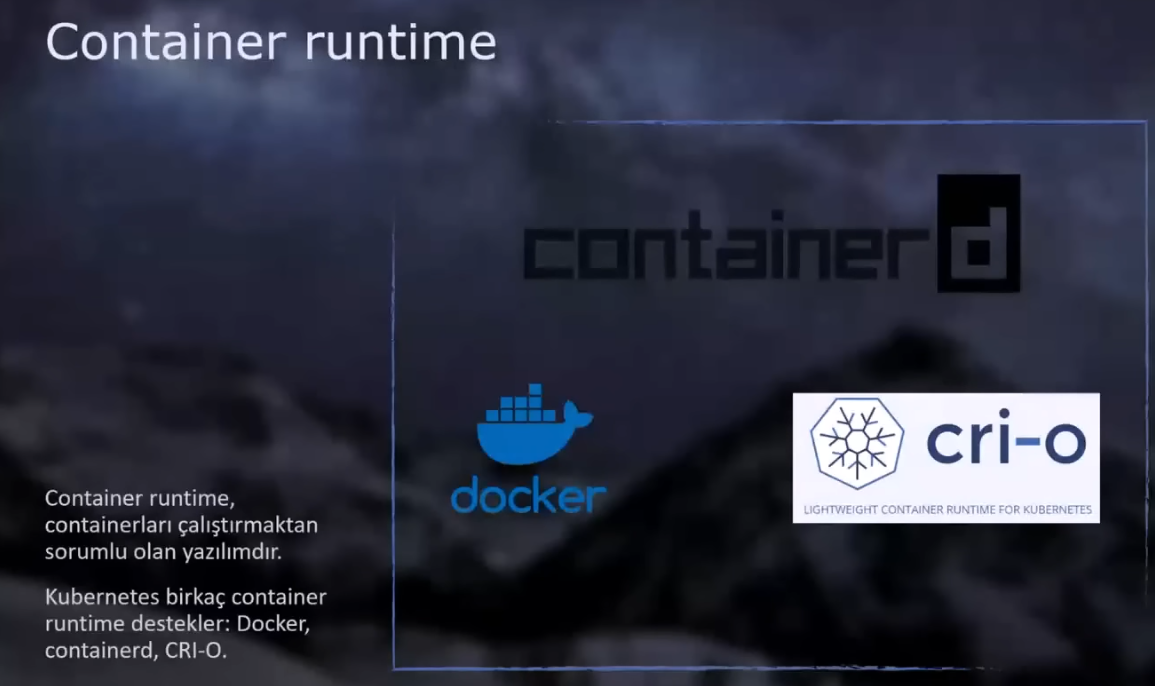 Container runtime
containerd
docker
cri-o
LIGHTWEIGHT CONTAINER RUNTIME FOR KUBERNETES
Container runtime,
containerları çalıştırmaktan
sorumlu olan yazılımdır.
Kubernetes birkaç container
runtime destekler: Docker,
containerd, CRI-O.